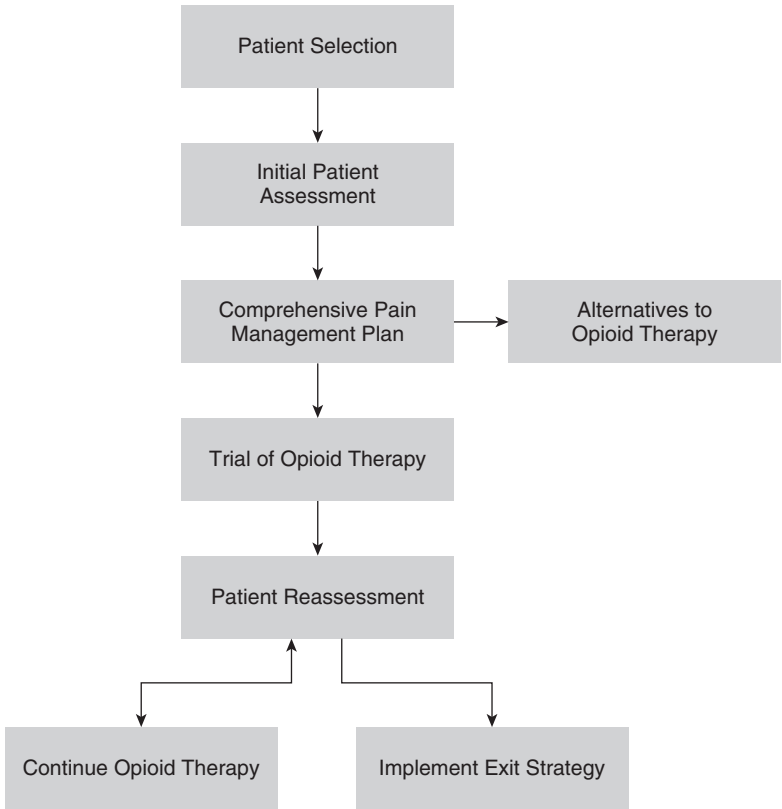 Patient Selection
Initial Patient
Assessment
Comprehensive Pain
Management Plan
Alternatives to
Opioid Therapy
Trial of Opioid Therapy
Patient Reassessment
Continue Opioid Therapy
Implement Exit Strategy